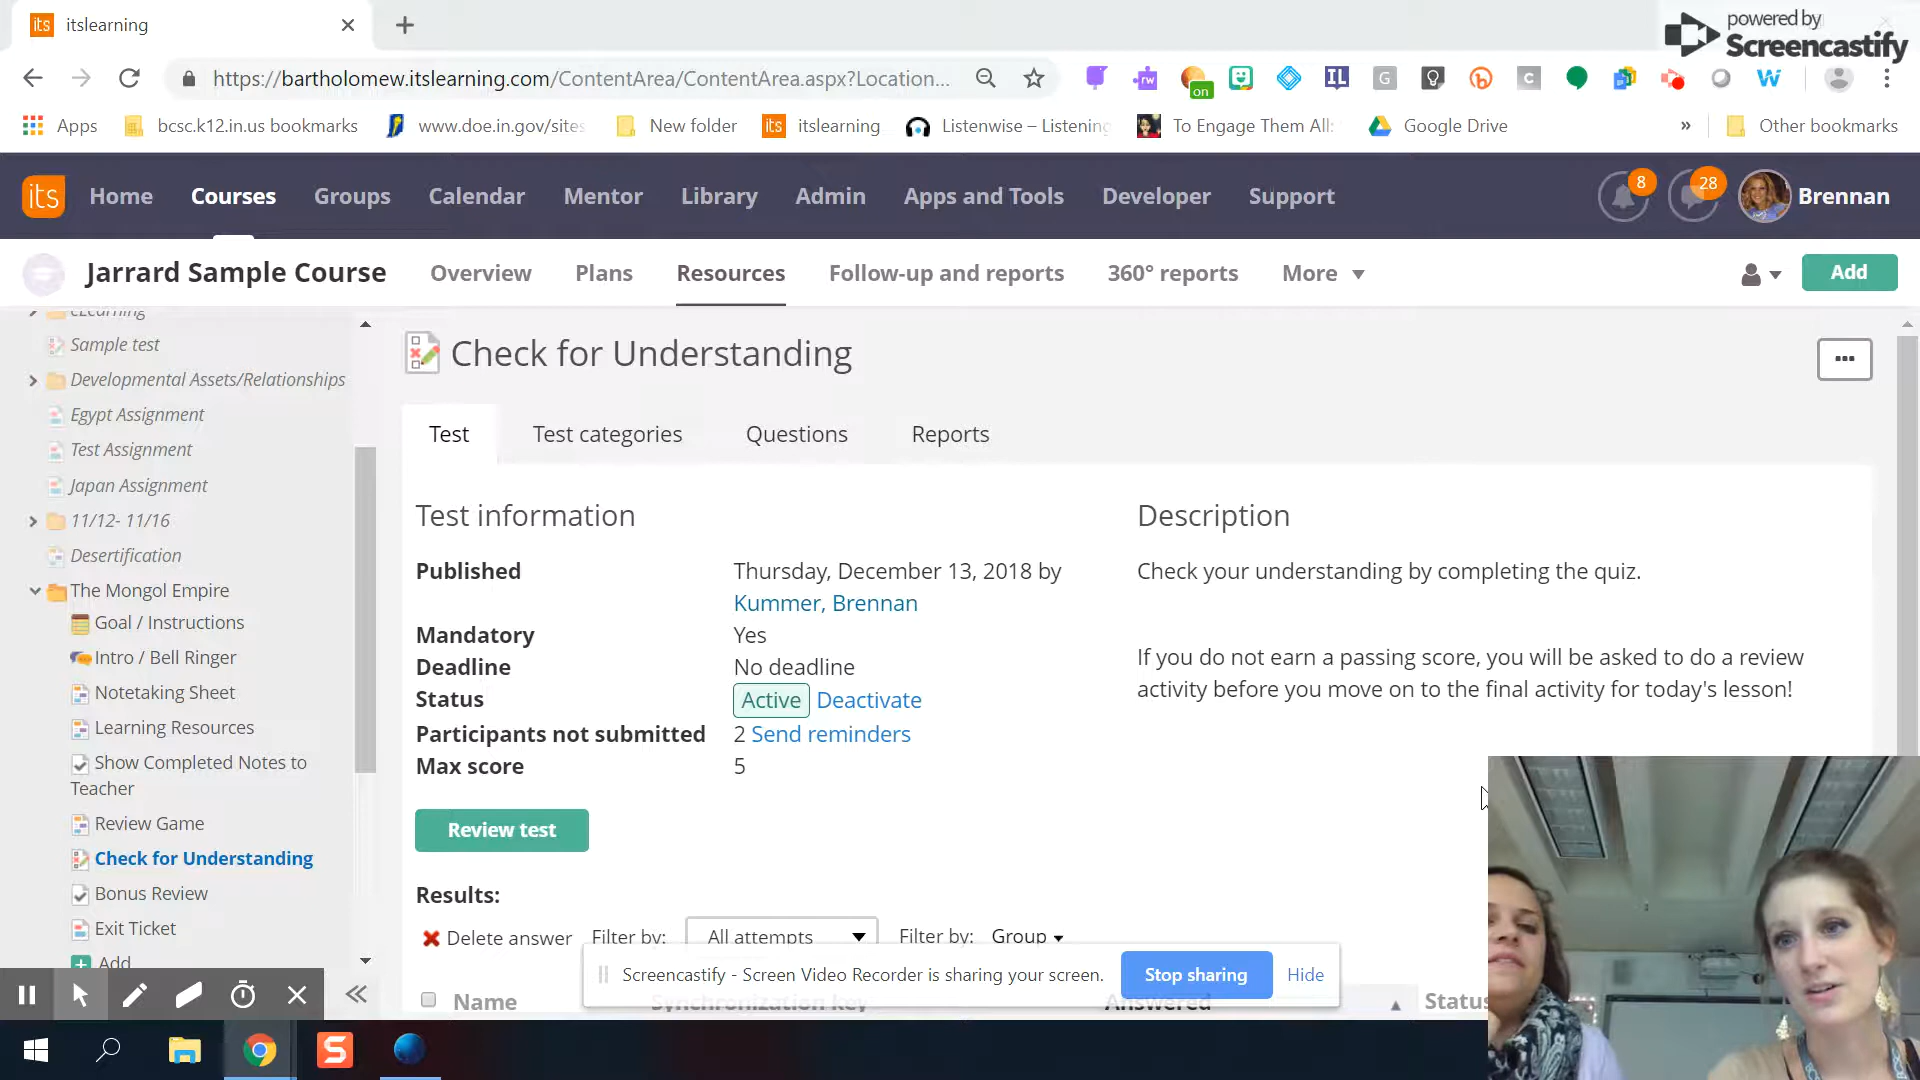 its
itslearning
powered by
Screencastify
https://bartholomew.itslearning.com/ContentArea/ContentArea.aspx?Location...
rw
on
IL
G
b
C
W
Apps
bcsc.k12.in.us bookmarks
www.doe.in.gov/sites
New folder
its
itslearning
Listenwise – Listening
To Engage Them All:
Google Drive
»
Other bookmarks
its
Home
Courses
Groups
Calendar
Mentor
Library
Admin
Apps and Tools
Developer
Support
8
28
Brennan
Jarrard Sample Course
Overview
Plans
Resources
Follow-up and reports
360° reports
More
Add
eLearning
Sample test
Developmental Assets/Relationships
Egypt Assignment
Test Assignment
Japan Assignment
11/12- 11/16
Desertification
The Mongol Empire
Goal / Instructions
Intro / Bell Ringer
Notetaking Sheet
Learning Resources
Show Completed Notes to
Teacher
Review Game
Check for Understanding
Bonus Review
Exit Ticket
Add
Check for Understanding
...
Test
Test categories
Questions
Reports
Test information
Published
Thursday, December 13, 2018 by
Kummer, Brennan
Mandatory
Yes
Deadline
No deadline
Status
Active Deactivate
Participants not submitted
2 Send reminders
Max score
5
Review test
Description
Check your understanding by completing the quiz.
If you do not earn a passing score, you will be asked to do a review
activity before you move on to the final activity for today's lesson!
Results:
Delete answer
Filter by:
All attempts
Filter by:
Group
Name
Synchronization key
Answered
Status
Screencastify - Screen Video Recorder is sharing your screen.
Stop sharing
Hide
S